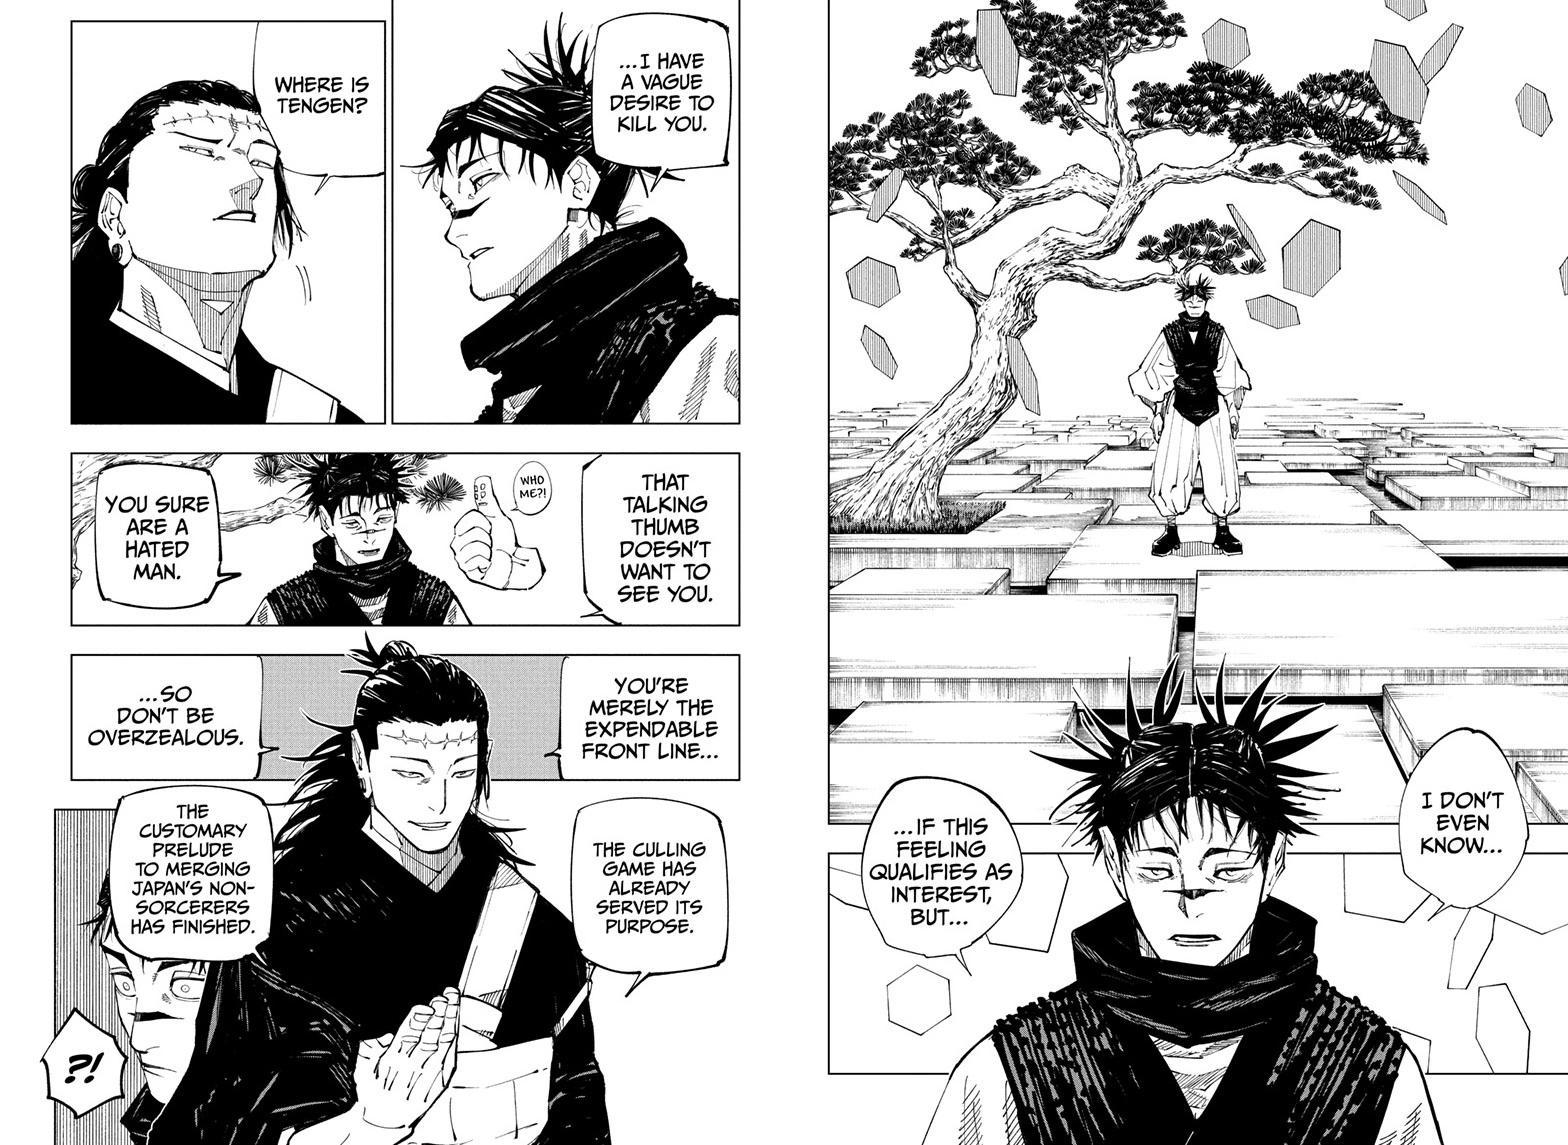 I DON'T
EVEN
KNOW...
...IF THIS
FEELING
QUALIFIES AS
INTEREST,
BUT...
...I HAVE
A VAGUE
DESIRE TO
KILL YOU.
WHERE IS
TENGEN?
THAT
TALKING
THUMB
DOESN'T
WANT TO
SEE YOU.
WHO
ME?!
YOU SURE
ARE A
HATED
MAN.
YOU'RE
MERELY THE
EXPENDABLE
FRONT LINE...
...SO
DON'T BE
OVERZEALOUS.
THE CULLING
GAME HAS
ALREADY
SERVED ITS
PURPOSE.
THE
CUSTOMARY
PRELUDE
TO MERGING
JAPAN'S NON-
SORCERERS
HAS FINISHED.
?!